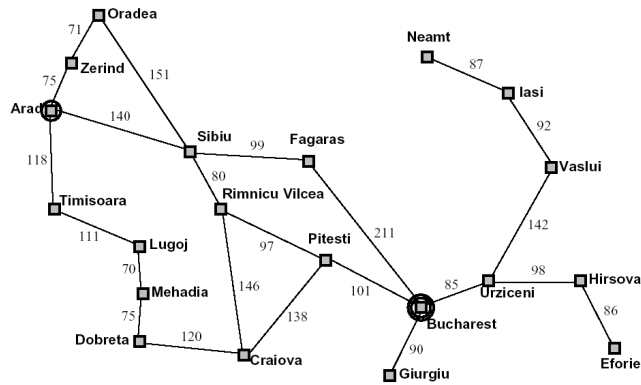 Oradea
71
Neamt
Zerind
87
75
151
Iasi
Arad
140
92
Sibiu
Fagaras
99
118
Vaslui
80
Timisoara
Rimnicu Vilcea
111
142
Lugoj
97
Pitesti
211
70
98
Hirsova
146
85
Mehadia
101
Urziceni
75
138
86
Bucharest
120
Dobreta
90
Craiova
Eforie
Giurgiu